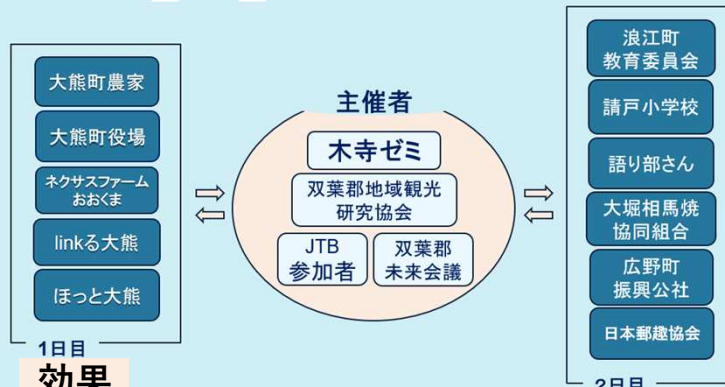 大熊町農家
大熊町役場
ネクサスファーム
おおくま
linkる大熊
ほっと大熊
1日目
主催者
木寺ゼミ
双葉郡地域観光
研究協会
JTB
参加者
双葉郡
未来会議
浪江町
教育委員会
請戸小学校
語り部さん
大堀相馬焼
協同組合
広野町
振興公社
日本郵趣協会
2日目
効果